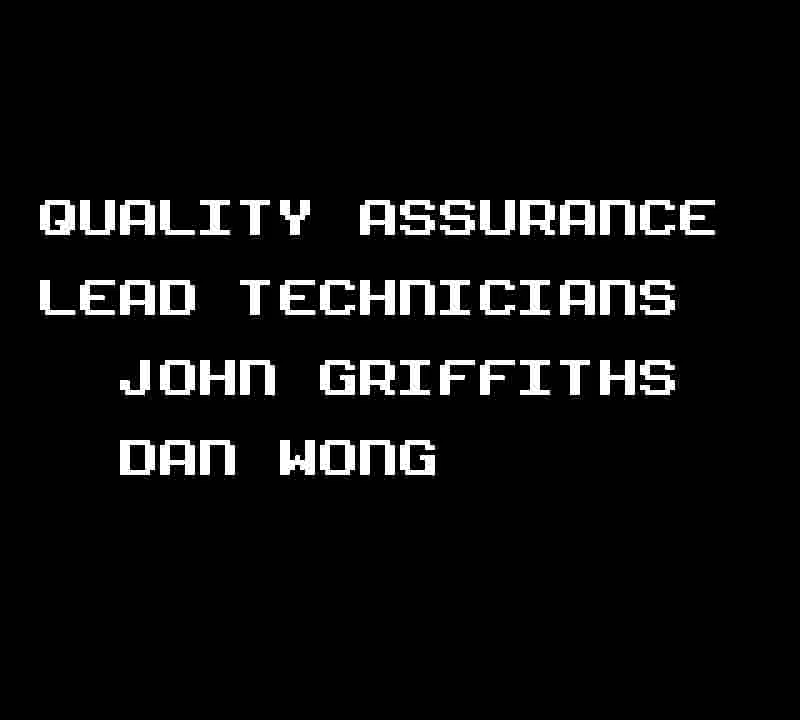 QUALITY ASSURANCE
LEAD TECHNICIANS
JOHN GRIFFITHS
DAN WONG